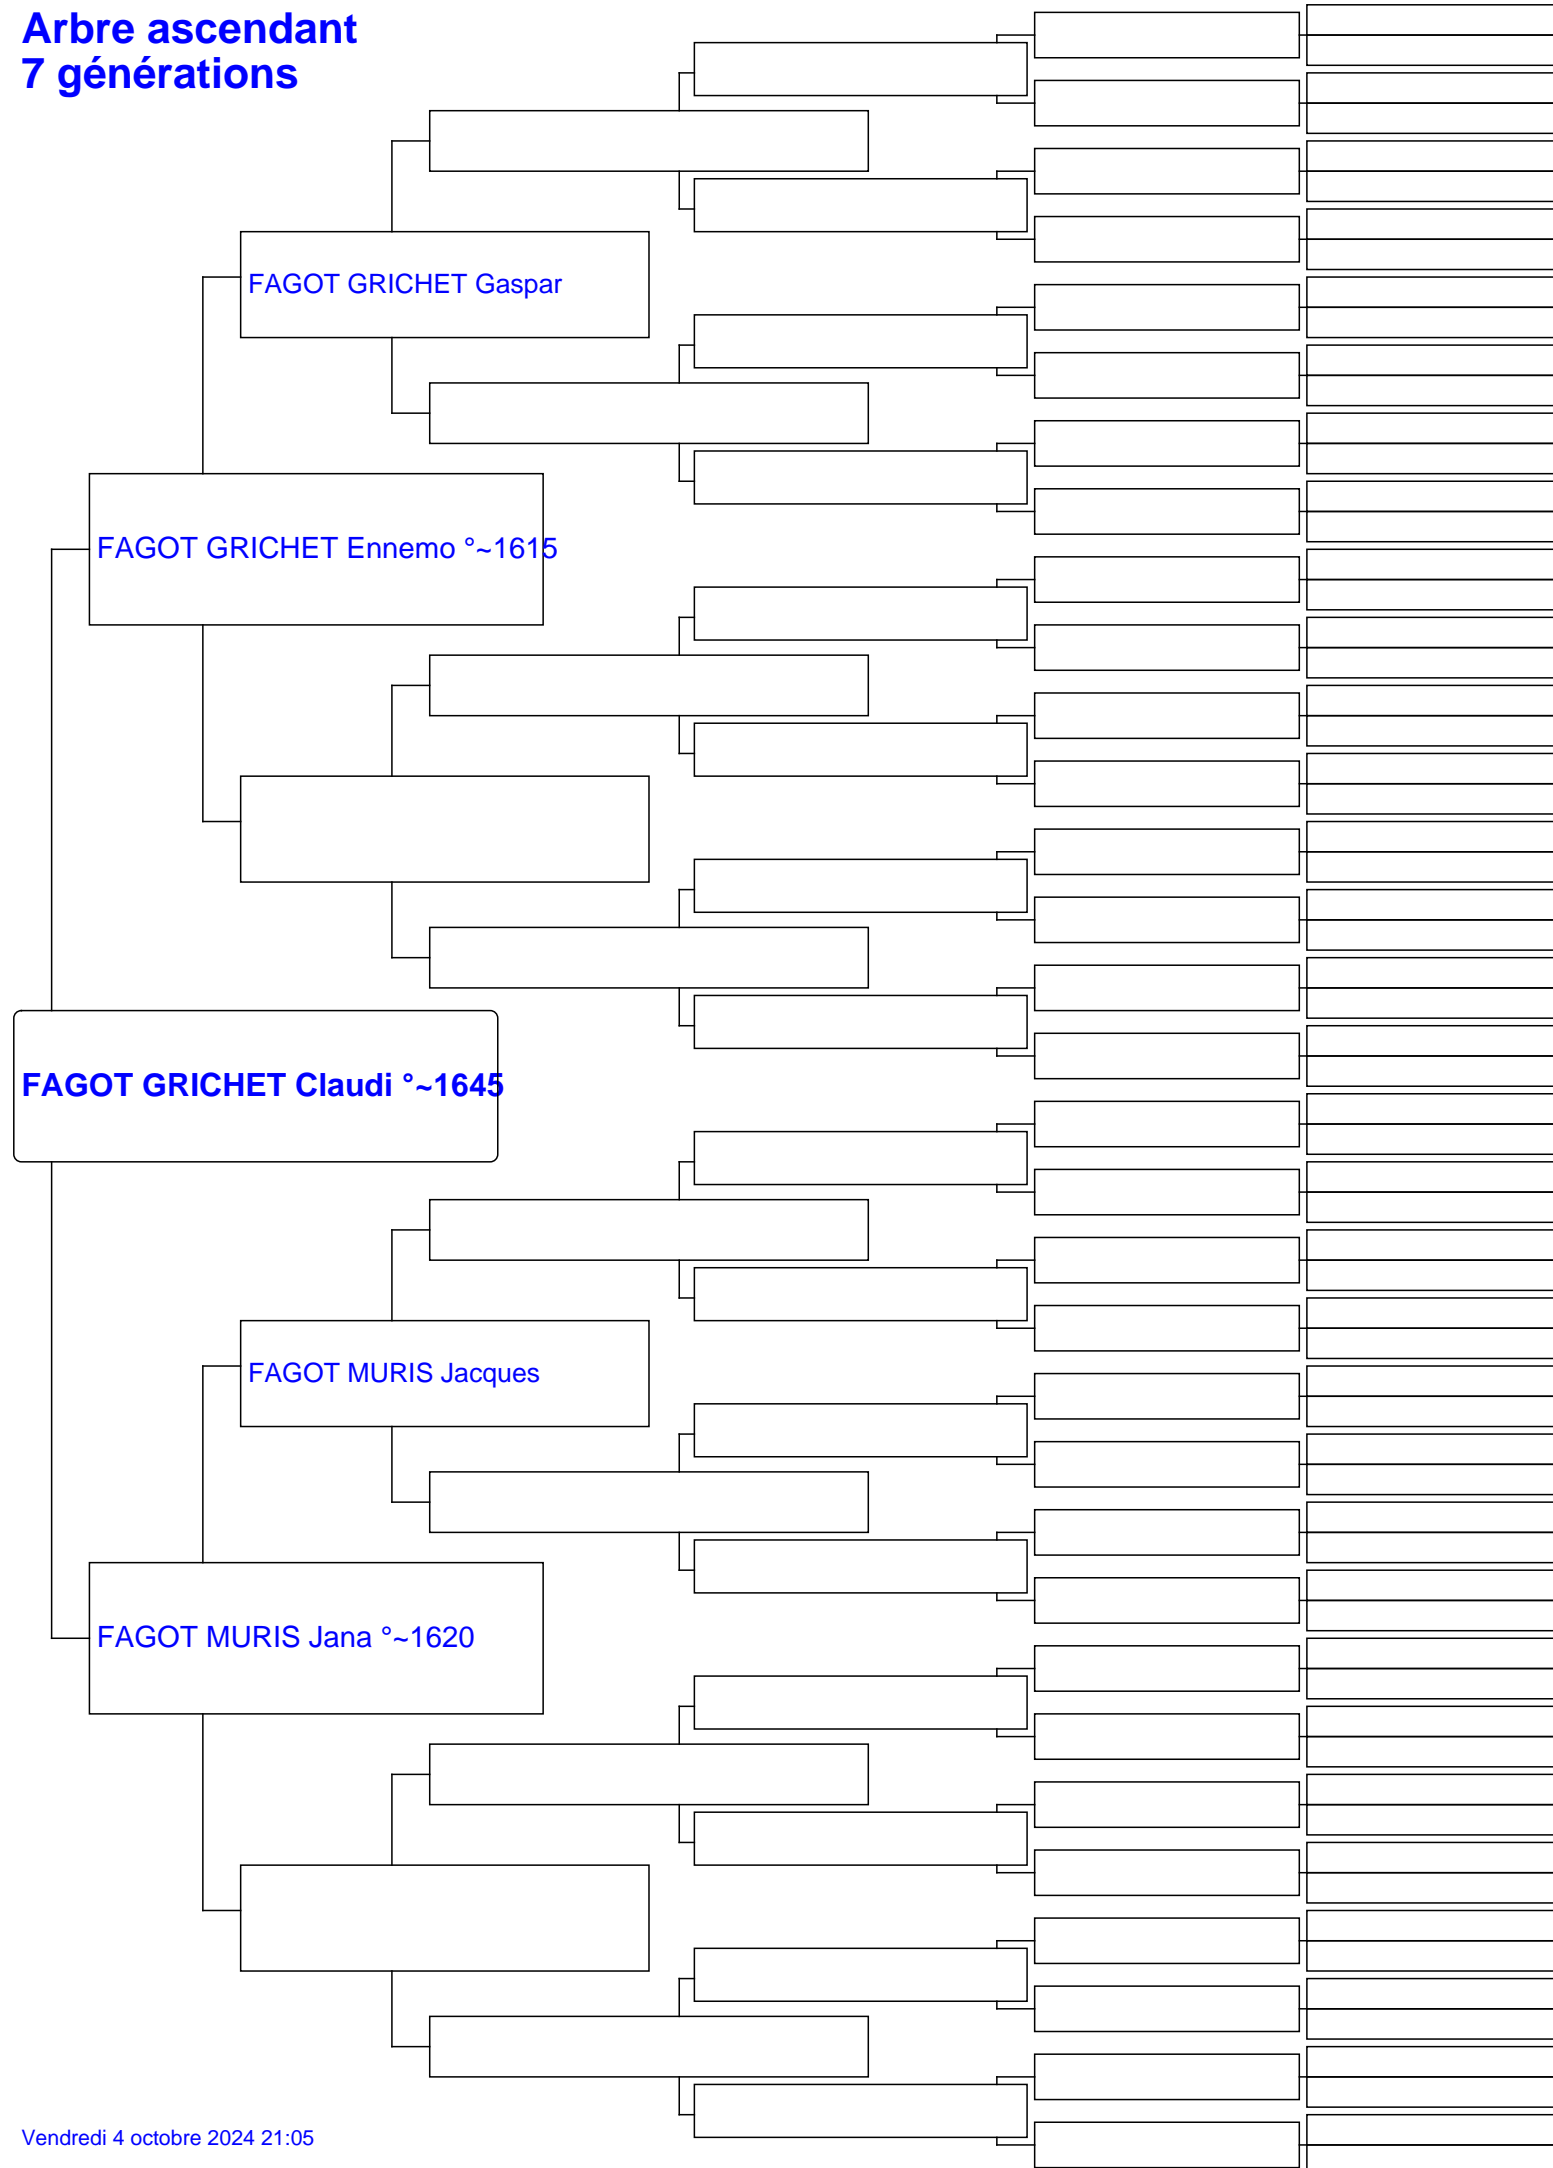 Arbre ascendant
7 générations
FAGOT GRICHET Gaspar
FAGOT GRICHET Ennemo °~1615
FAGOT GRICHET Claudi °~1645
FAGOT MURIS Jacques
FAGOT MURIS Jana °~1620
Vendredi 4 octobre 2024 21:05